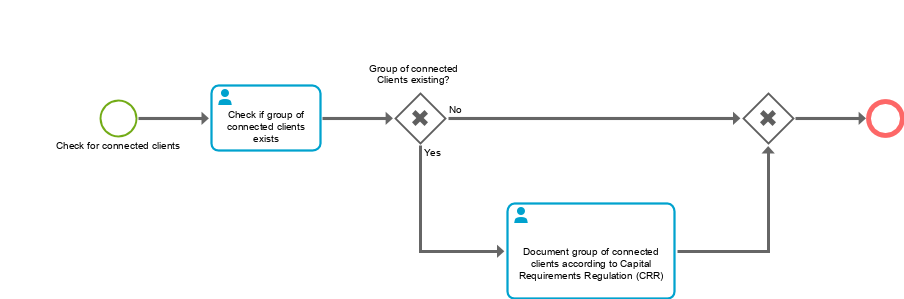 Group of connected
Clients existing?
No
Check if group of
connected clients
exists
Check for connected clients
Yes
Document group of connected
clients according to Capital
Requirements Regulation (CRR)